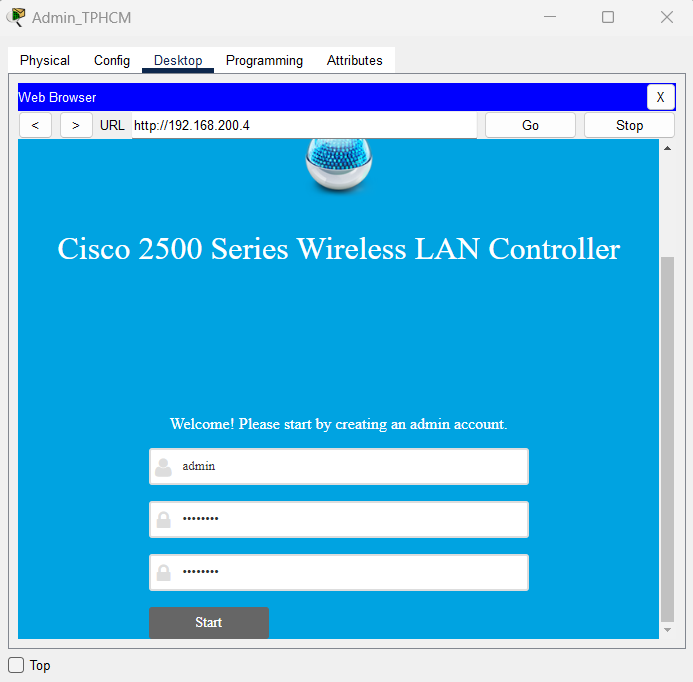 Admin_TPHCM
Physical Config Desktop Programming Attributes
Web Browser X
< > URL http://192.168.200.4 Go Stop
Cisco 2500 Series Wireless LAN Controller
Welcome! Please start by creating an admin account.
admin
••••••••
••••••••
Start
Top